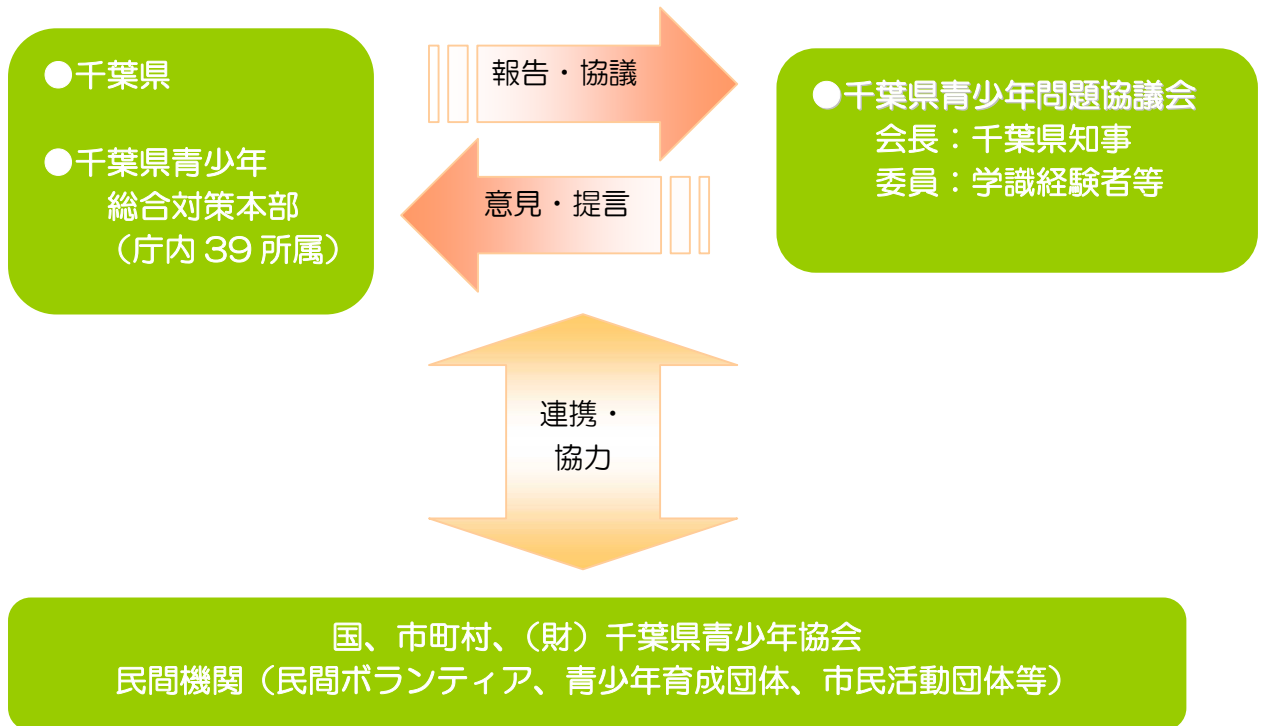 ●千葉県
●千葉県青少年
総合対策本部
（庁内 39 所属）
報告・協議
意見・提言
●千葉県青少年問題協議会
会長：千葉県知事
委員：学識経験者等
連携・
協力
国、市町村、（財）千葉県青少年協会
民間機関（民間ボランティア、青少年育成団体、市民活動団体等）